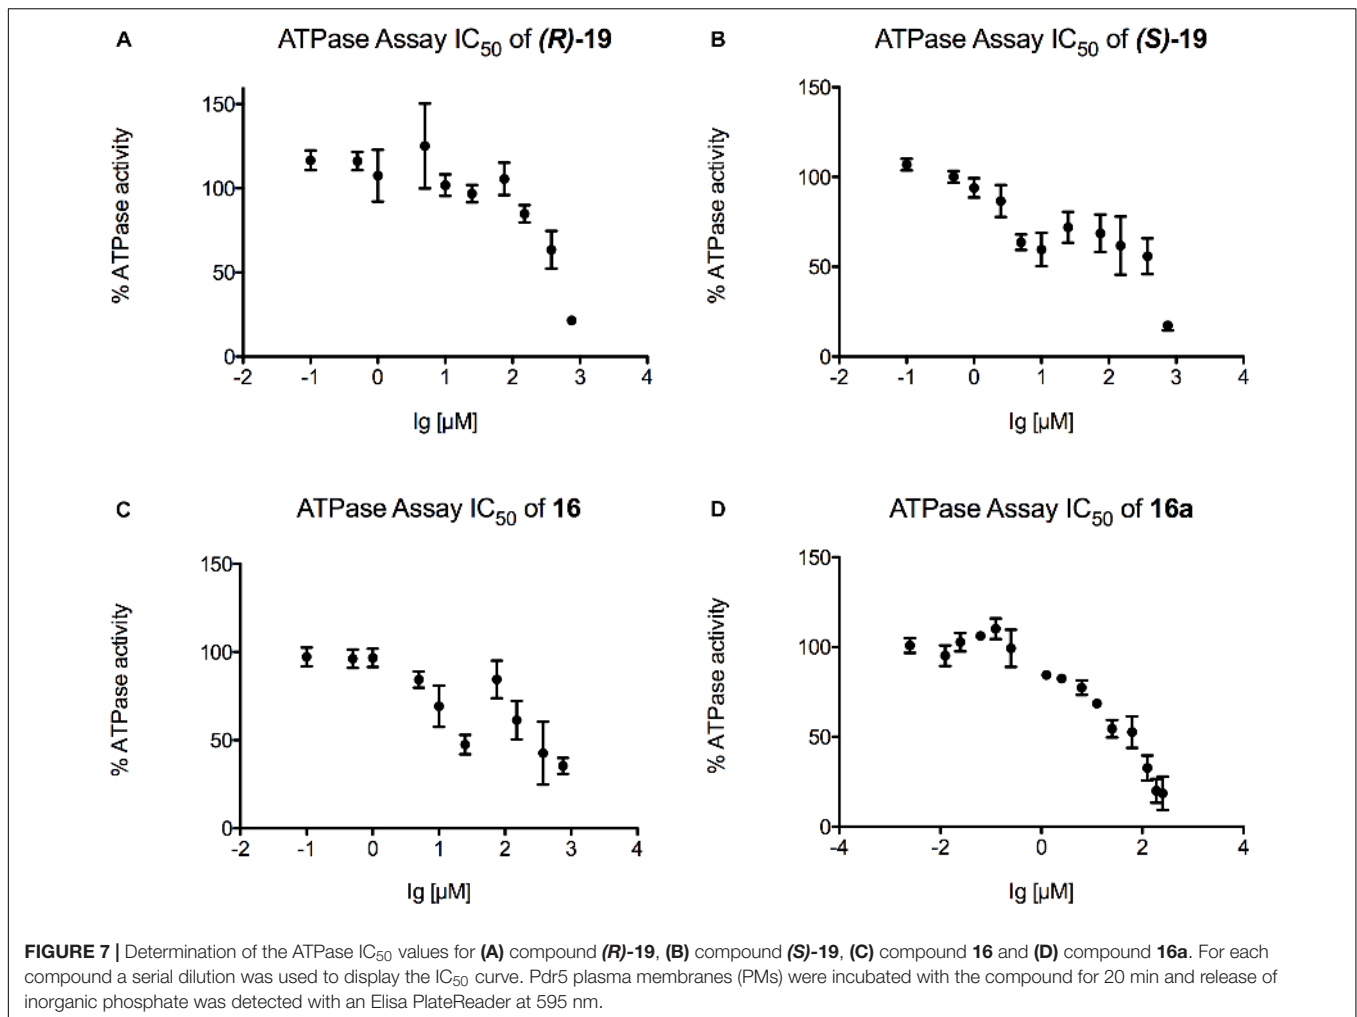 A
ATPase Assay IC50 of (R)-19
150
100
50
0
% ATPase activity
-2 -1 0 1 2 3 4
lg [µM]
B
ATPase Assay IC50 of (S)-19
150
100
50
0
% ATPase activity
-2 -1 0 1 2 3 4
lg [µM]
C
ATPase Assay IC50 of 16
150
100
50
0
% ATPase activity
-2 -1 0 1 2 3 4
lg [µM]
D
ATPase Assay IC50 of 16a
150
100
50
0
% ATPase activity
-4 -2 0 2 4
lg [µM]
FIGURE 7 | Determination of the ATPase IC50 values for (A) compound (R)-19, (B) compound (S)-19, (C) compound 16 and (D) compound 16a. For each
compound a serial dilution was used to display the IC50 curve. Pdr5 plasma membranes (PMs) were incubated with the compound for 20 min and release of
inorganic phosphate was detected with an Elisa PlateReader at 595 nm.